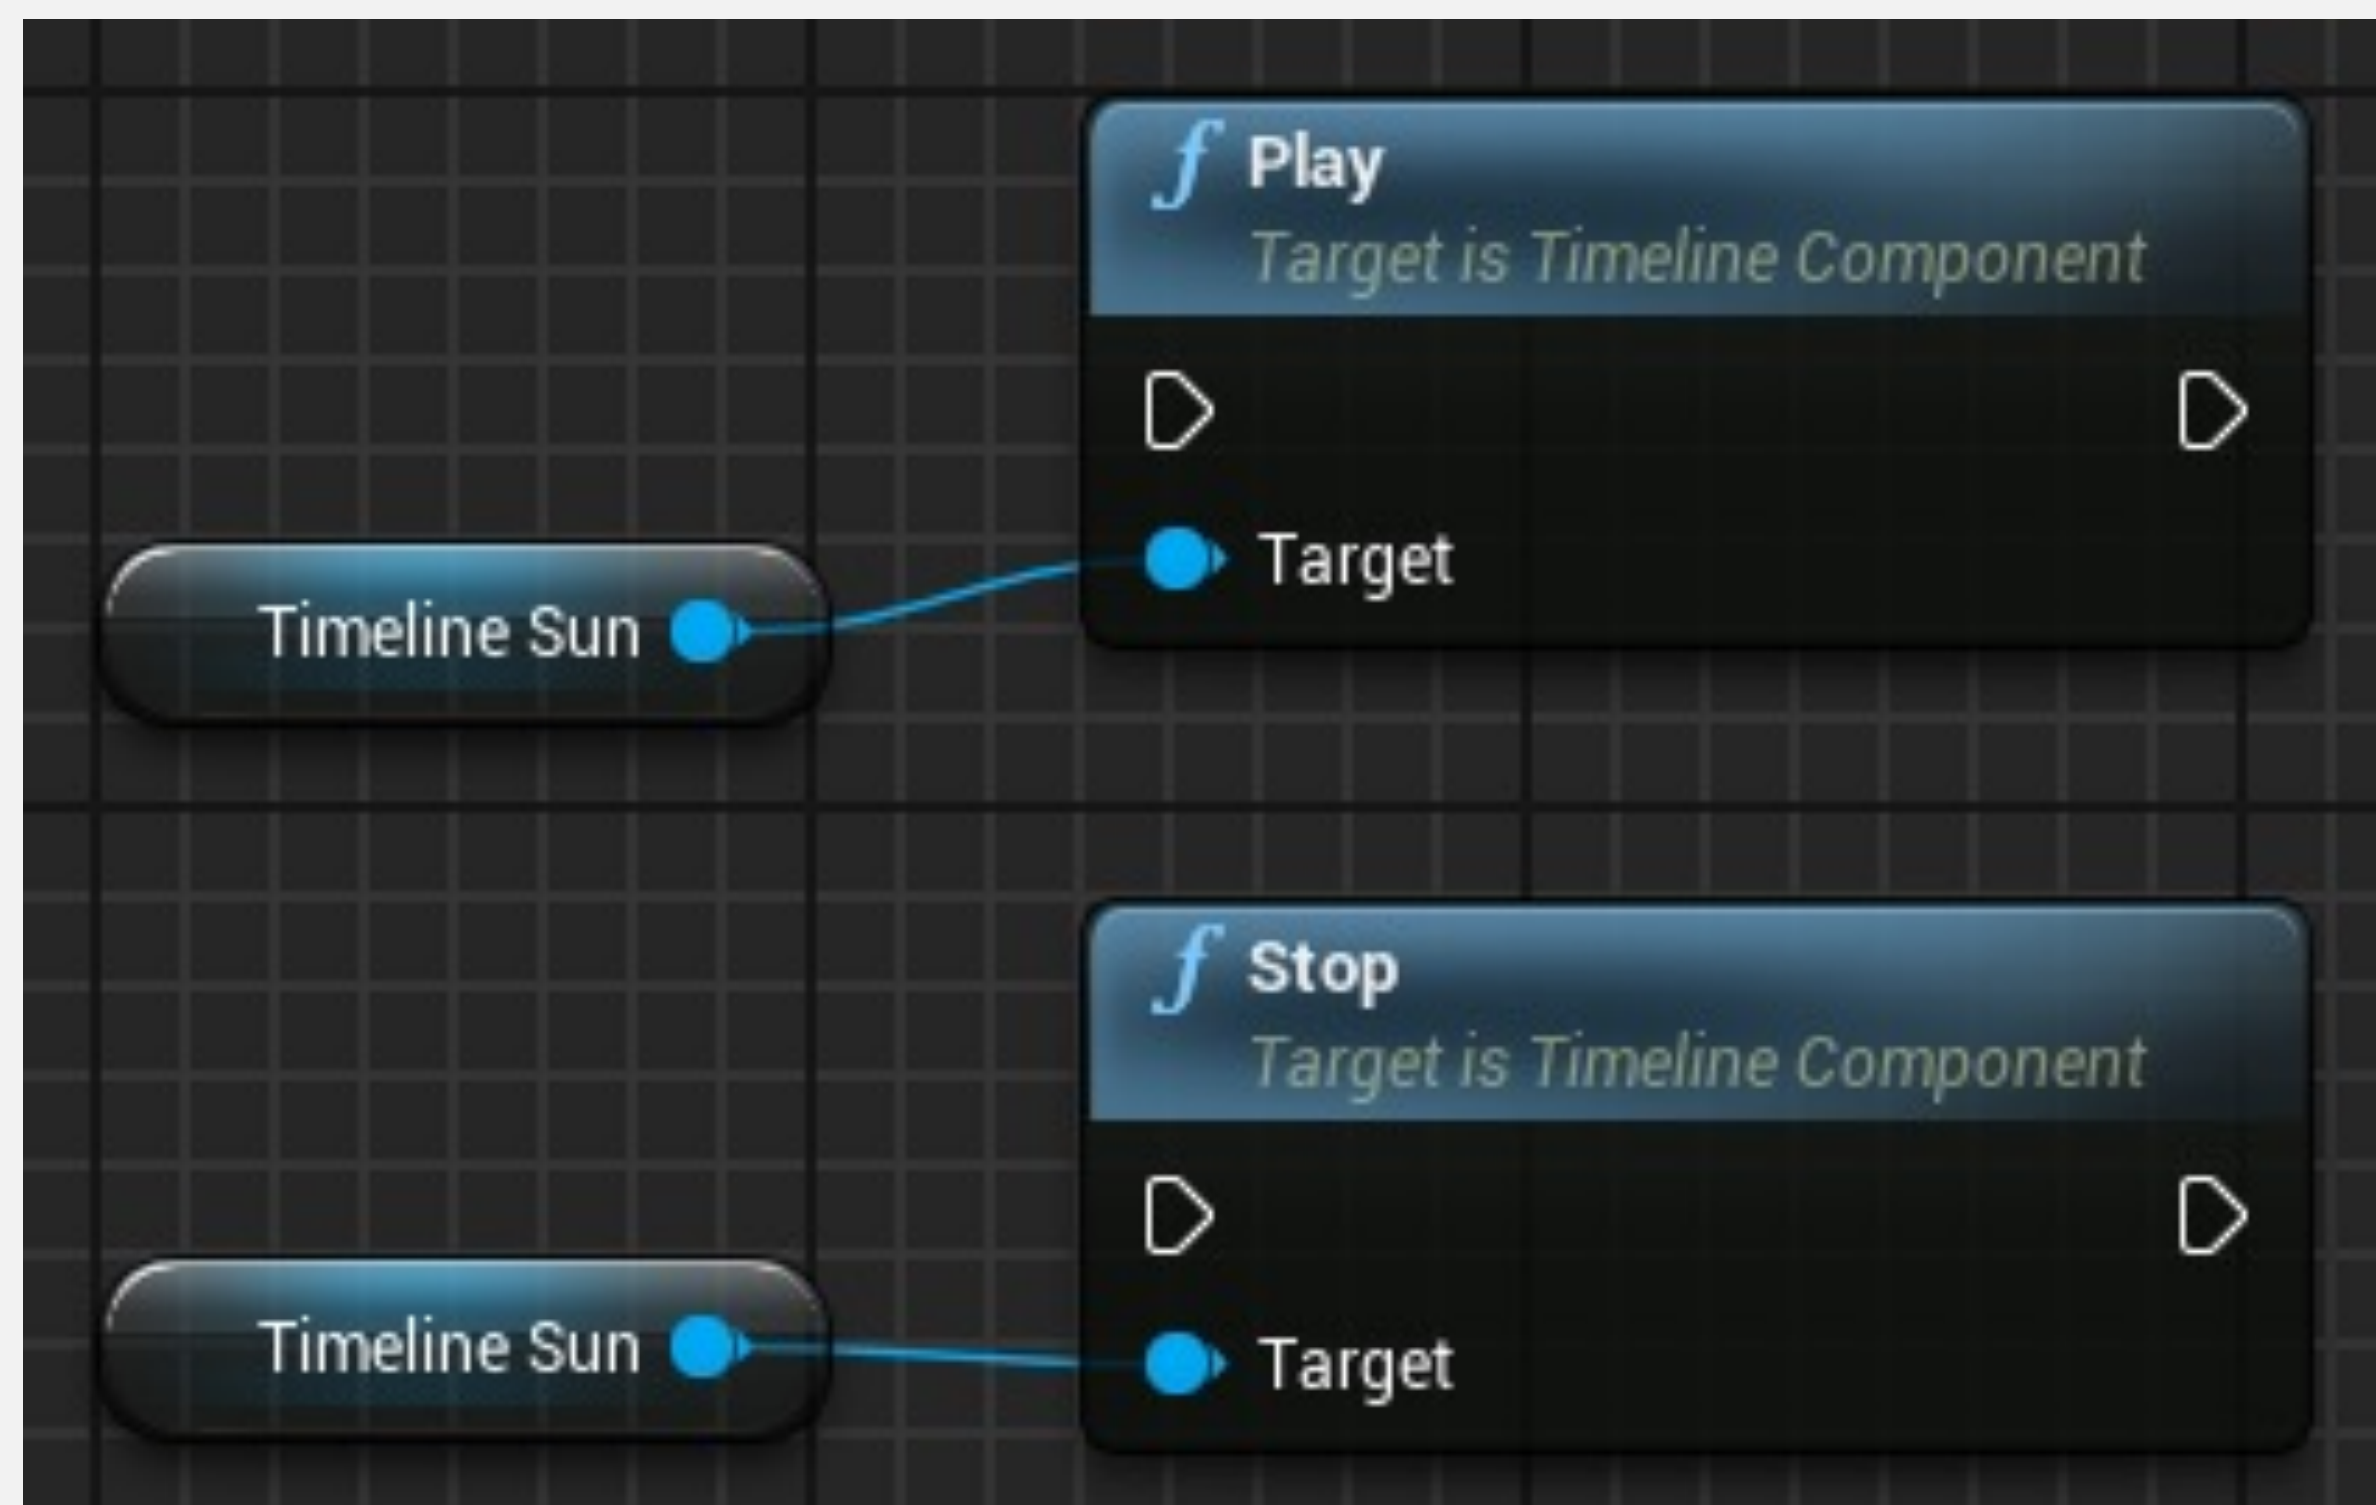 Play
Target is Timeline Component
Target
Timeline Sun
Stop
Target is Timeline Component
Timeline Sun
Target